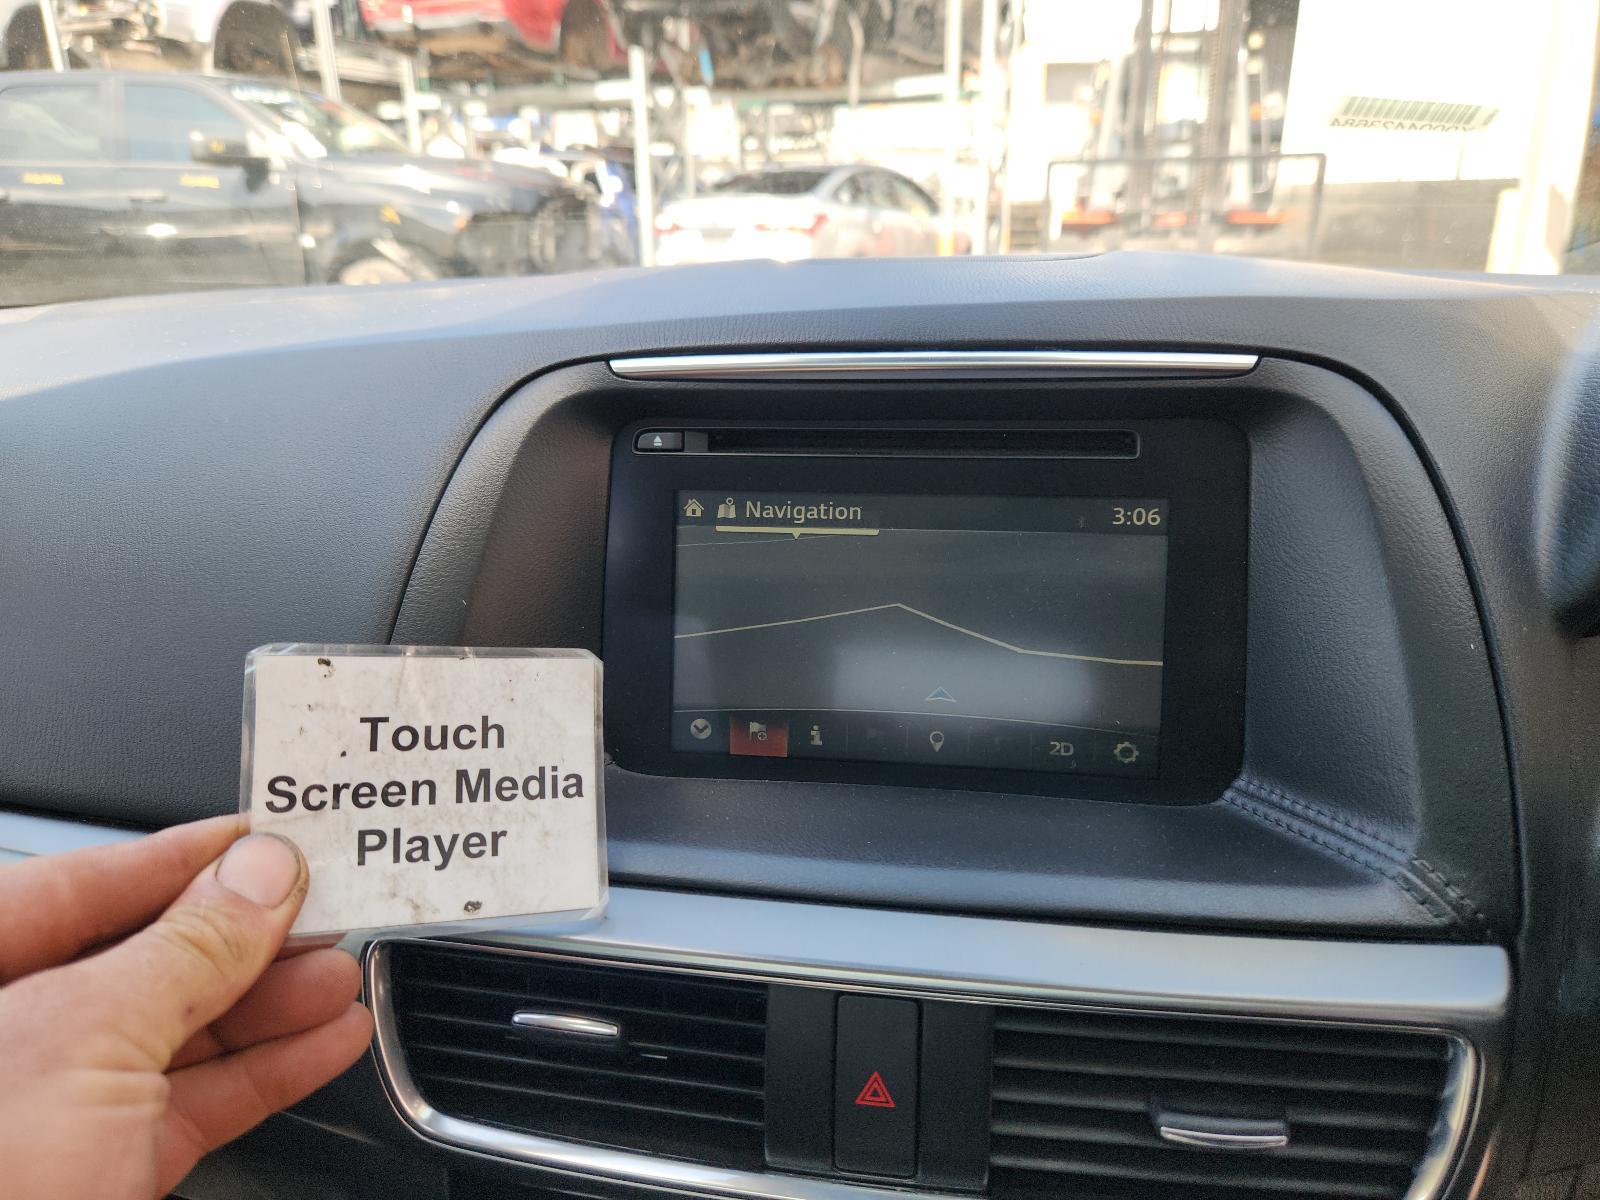 Navigation
3:06
2D
Touch
Screen Media
Player